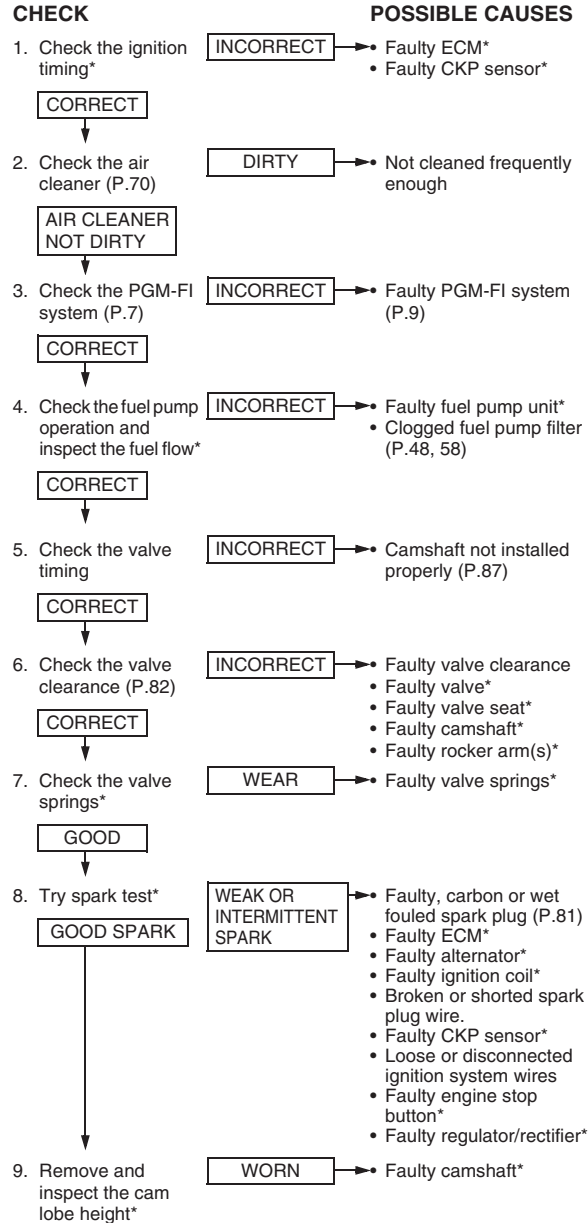 CHECK POSSIBLE CAUSES
1. Check the ignition INCORRECT • Faulty ECM*
timing* • Faulty CKP sensor*
CORRECT
2. Check the air DIRTY • Not cleaned frequently
cleaner (P.70) enough
AIR CLEANER
NOT DIRTY
3. Check the PGM-FI INCORRECT • Faulty PGM-FI system
system (P.7) (P.9)
CORRECT
4. Check the fuel pump INCORRECT • Faulty fuel pump unit*
operation and • Clogged fuel pump filter
inspect the fuel flow* (P.48, 58)
CORRECT
5. Check the valve INCORRECT • Camshaft not installed
timing properly (P.87)
CORRECT
6. Check the valve INCORRECT • Faulty valve clearance
clearance (P.82) • Faulty valve*
• Faulty valve seat*
CORRECT • Faulty camshaft*
• Faulty rocker arm(s)*
7. Check the valve WEAR • Faulty valve springs*
springs*
GOOD
8. Try spark test* WEAK OR • Faulty, carbon or wet
INTERMITTENT fouled spark plug (P.81)
GOOD SPARK SPARK • Faulty ECM*
• Faulty alternator*
• Faulty ignition coil*
• Broken or shorted spark
plug wire.
• Faulty CKP sensor*
• Loose or disconnected
ignition system wires
• Faulty engine stop
button*
• Faulty regulator/rectifier*
9. Remove and WORN • Faulty camshaft*
inspect the cam
lobe height*